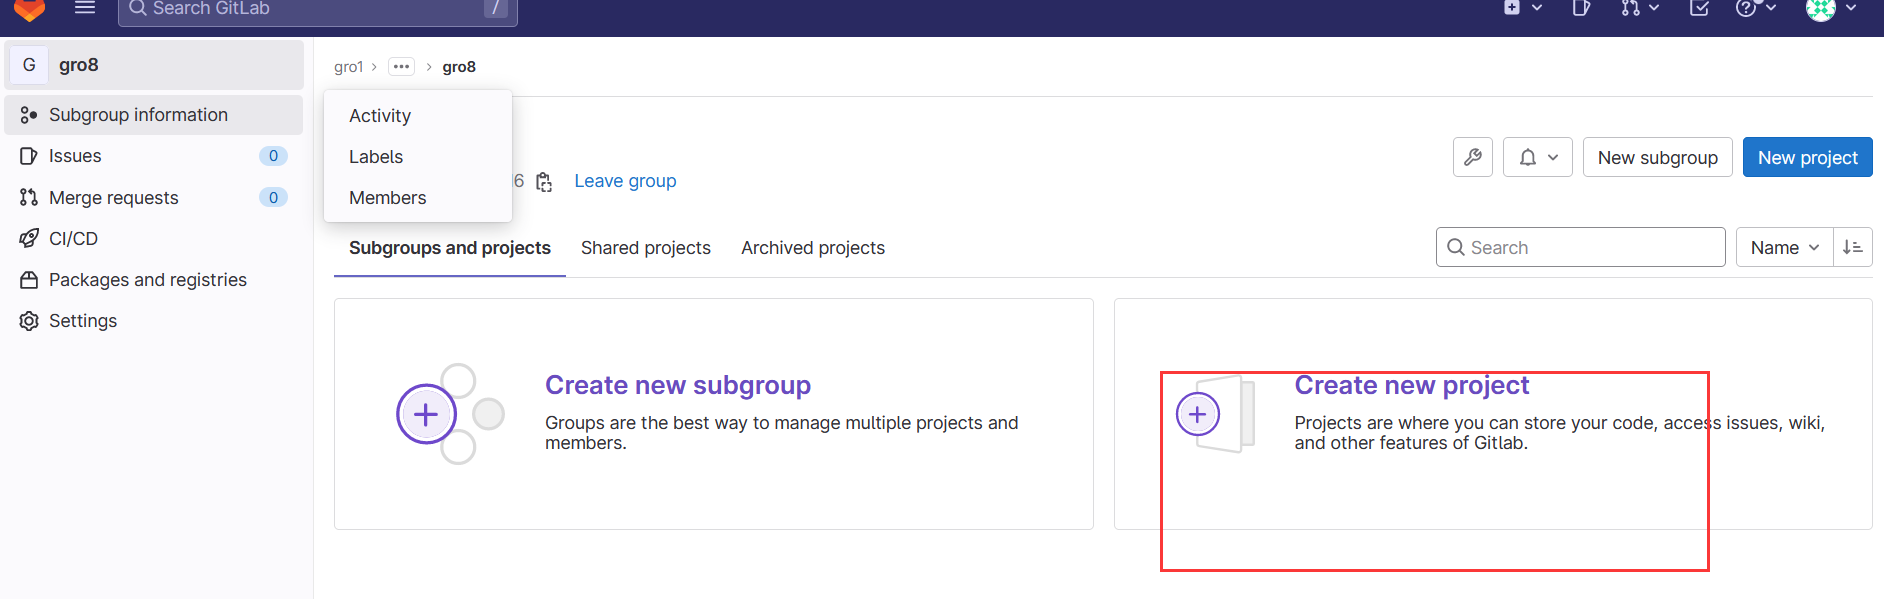 Search GitLab /
G gro8
gro1 > ... > gro8
Subgroup information
Activity
Issues 0
Labels
New subgroup
New project
16
Leave group
Merge requests 0
Members
CI/CD
Subgroups and projects
Shared projects
Archived projects
Search
Name
Packages and registries
Settings
Create new subgroup
Groups are the best way to manage multiple projects and
members.
Create new project
Projects are where you can store your code, access issues, wiki,
and other features of Gitlab.